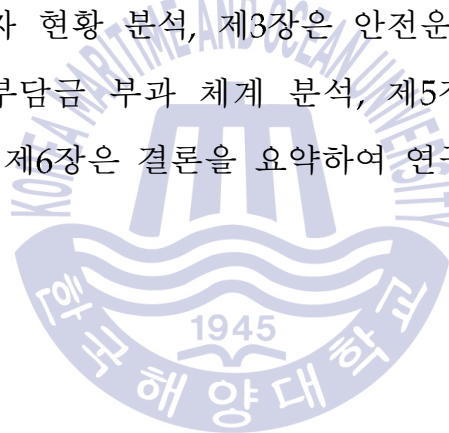 자 현황 분석, 제3장은 안전운
부담금 부과 체계 분석, 제5
제6장은 결론을 요약하여 연구
KOREA MARITIME AND OCEAN UNIVERSITY
1945
한국해양대학교